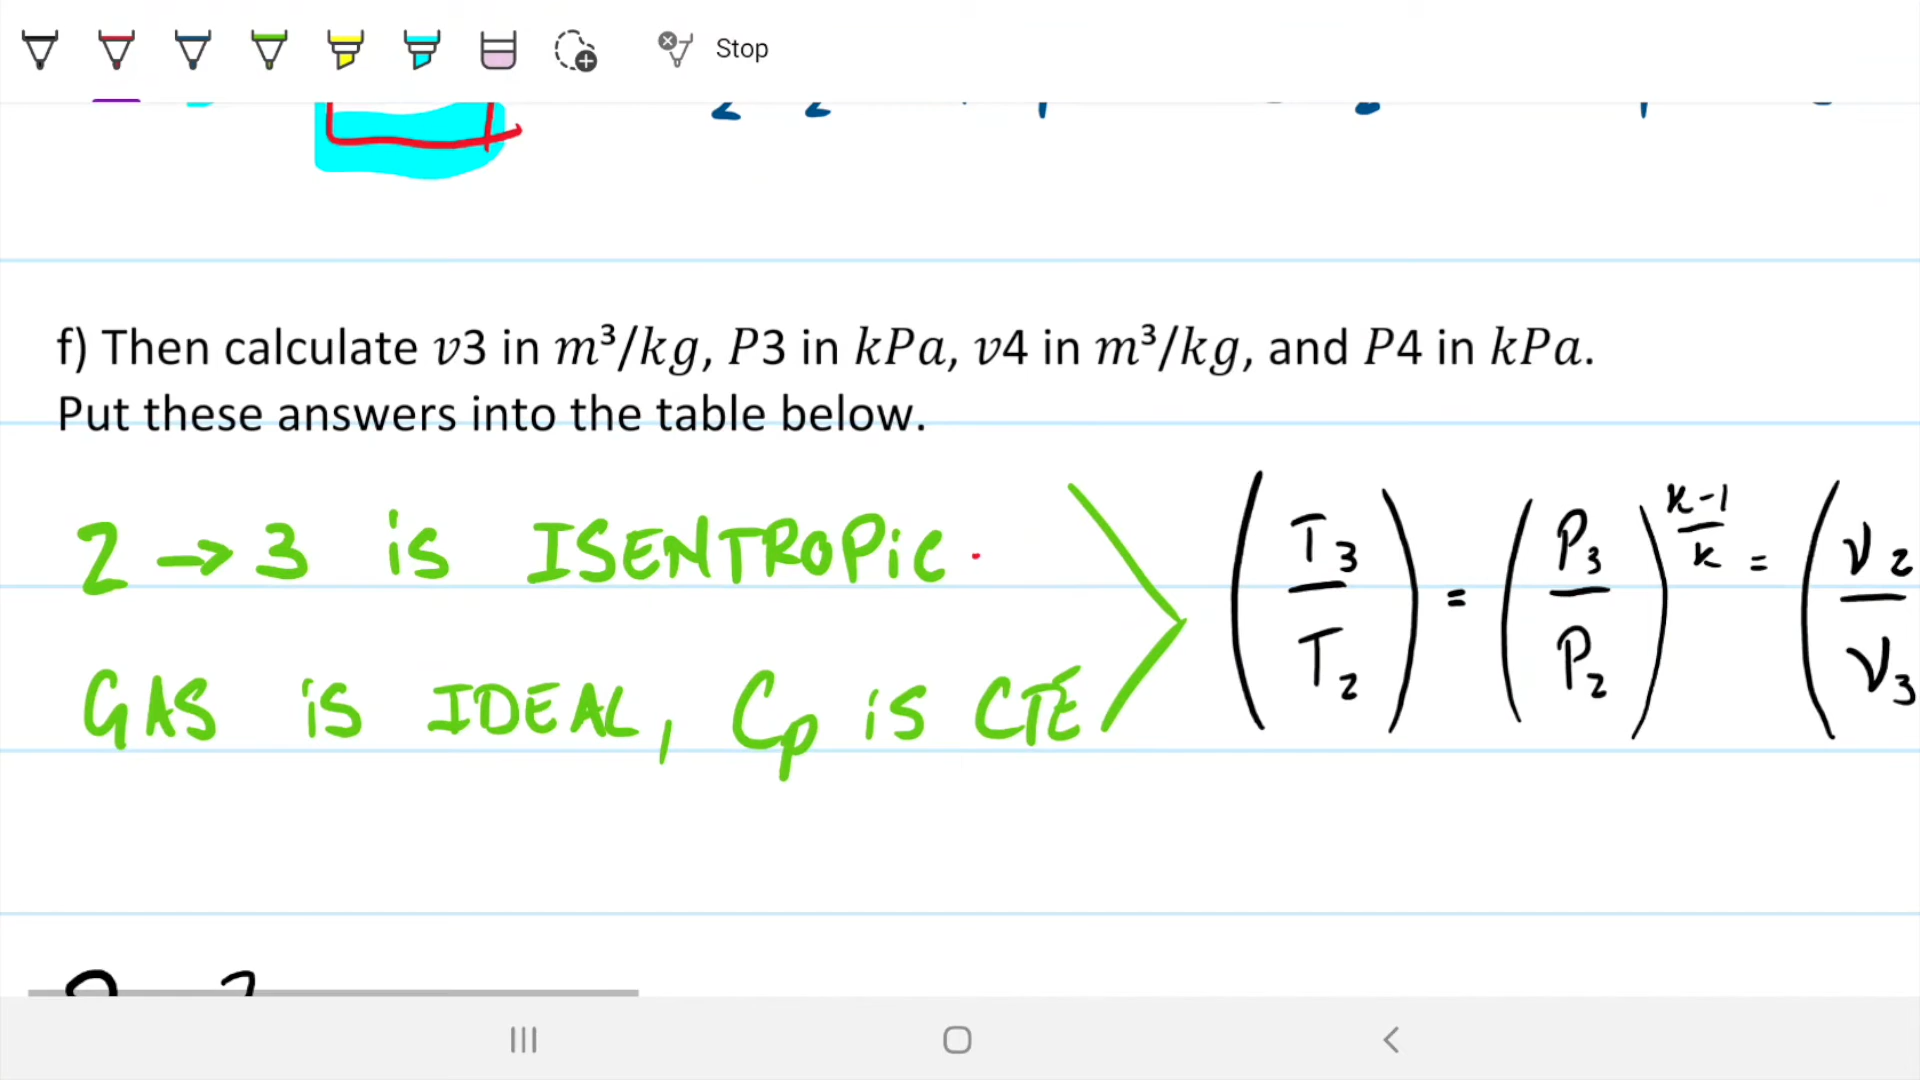 Stop
f) Then calculate v3 in m³/kg, P3 in kPa, v4 in m³/kg, and P4 in kPa.
Put these answers into the table below.
2 → 3 is ISENTROPiC
GAS is IDEAL, Cp is CTE
(T3/T2) = (P3/P2)^(k-1/k) = (v2/v3